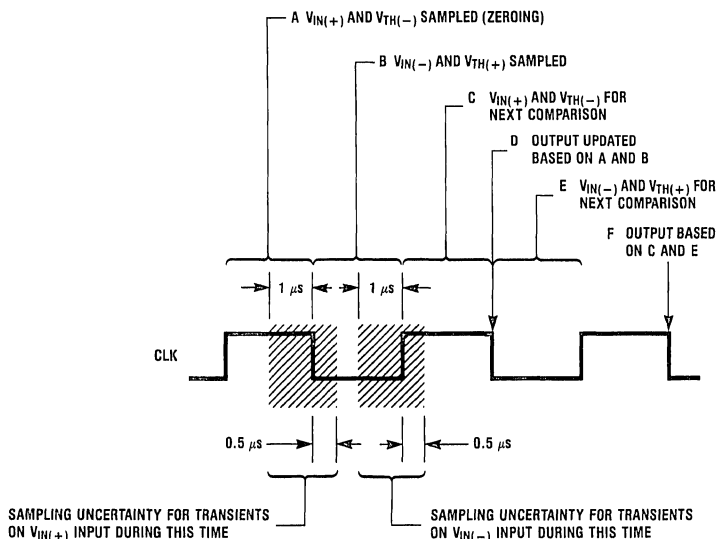 A V_IN(+) AND V_TH(−) SAMPLED (ZEROING)
B V_IN(−) AND V_TH(+) SAMPLED
C V_IN(+) AND V_TH(−) FOR
NEXT COMPARISON
D OUTPUT UPDATED
BASED ON A AND B
E V_IN(−) AND V_TH(+) FOR
NEXT COMPARISON
F OUTPUT BASED
ON C AND E
1 μs
1 μs
CLK
0.5 μs
0.5 μs
SAMPLING UNCERTAINTY FOR TRANSIENTS
ON V_IN(+) INPUT DURING THIS TIME
SAMPLING UNCERTAINTY FOR TRANSIENTS
ON V_IN(−) INPUT DURING THIS TIME